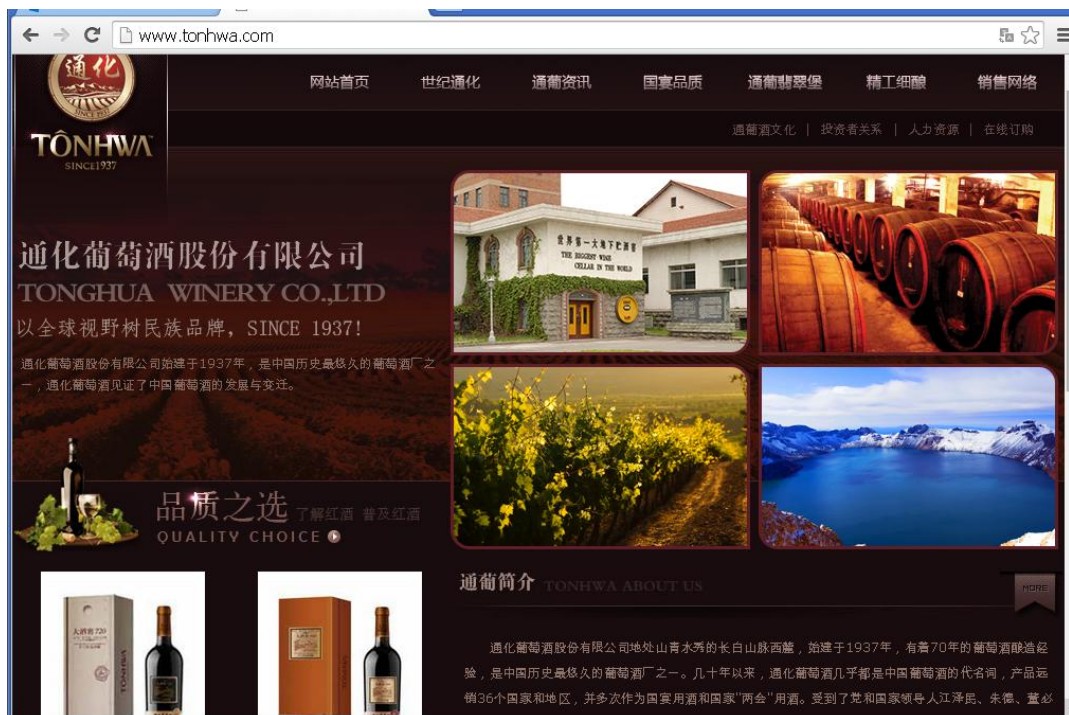 www.tonhwa.com
通化
SINCE 1937
TONHWA
SINCE1937
网站首页 世纪通化 通葡资讯 国宴品质 通葡翡翠堡 精工细酿 销售网络
通葡酒文化 | 投资者关系 | 人力资源 | 在线订购
通化葡萄酒股份有限公司
TONGHUA WINERY CO.,LTD
以全球视野树民族品牌, SINCE 1937!
通化葡萄酒股份有限公司始建于1937年，是中国历史最悠久的葡萄酒厂之
一，通化葡萄酒见证了中国葡萄酒的发展与变迁。
世界第一大地下贮酒窖
THE BIGGEST WINE
CELLAR IN THE WORLD
品质之选 了解红酒 普及红酒
QUALITY CHOICE
大酒窖720
TONHWA
通葡简介 TONHWA ABOUT US
MORE
通化葡萄酒股份有限公司地处山青水秀的长白山脉西麓，始建于1937年，有着70年的葡萄酒酿造经
验，是中国历史最悠久的葡萄酒厂之一。几十年以来，通化葡萄酒几乎都是中国葡萄酒的代名词，产品远
销36个国家和地区，并多次作为国宴用酒和国家"两会"用酒。受到了党和国家领导人江泽民、朱德、董必